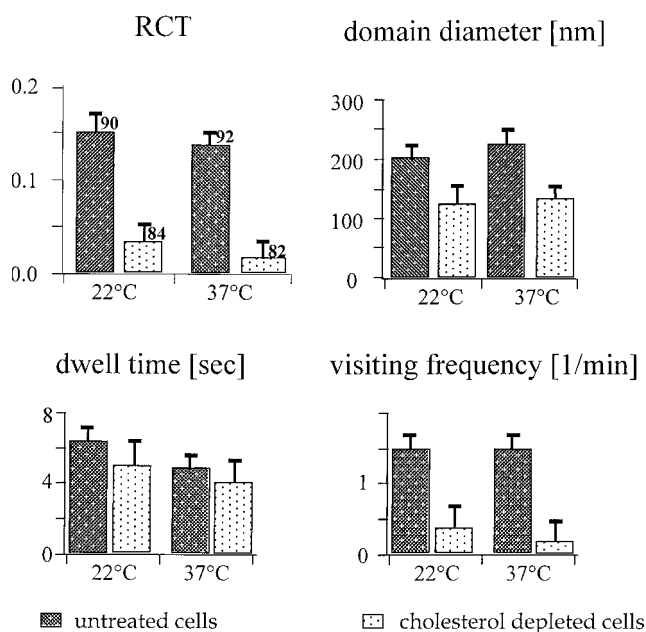 RCT
domain diameter [nm]
0.2
0.1
0.0
90
84
92
82
22°C
37°C
300
200
100
0
22°C
37°C
dwell time [sec]
visiting frequency [1/min]
8
4
0
22°C
37°C
1
0
22°C
37°C
untreated cells
cholesterol depleted cells